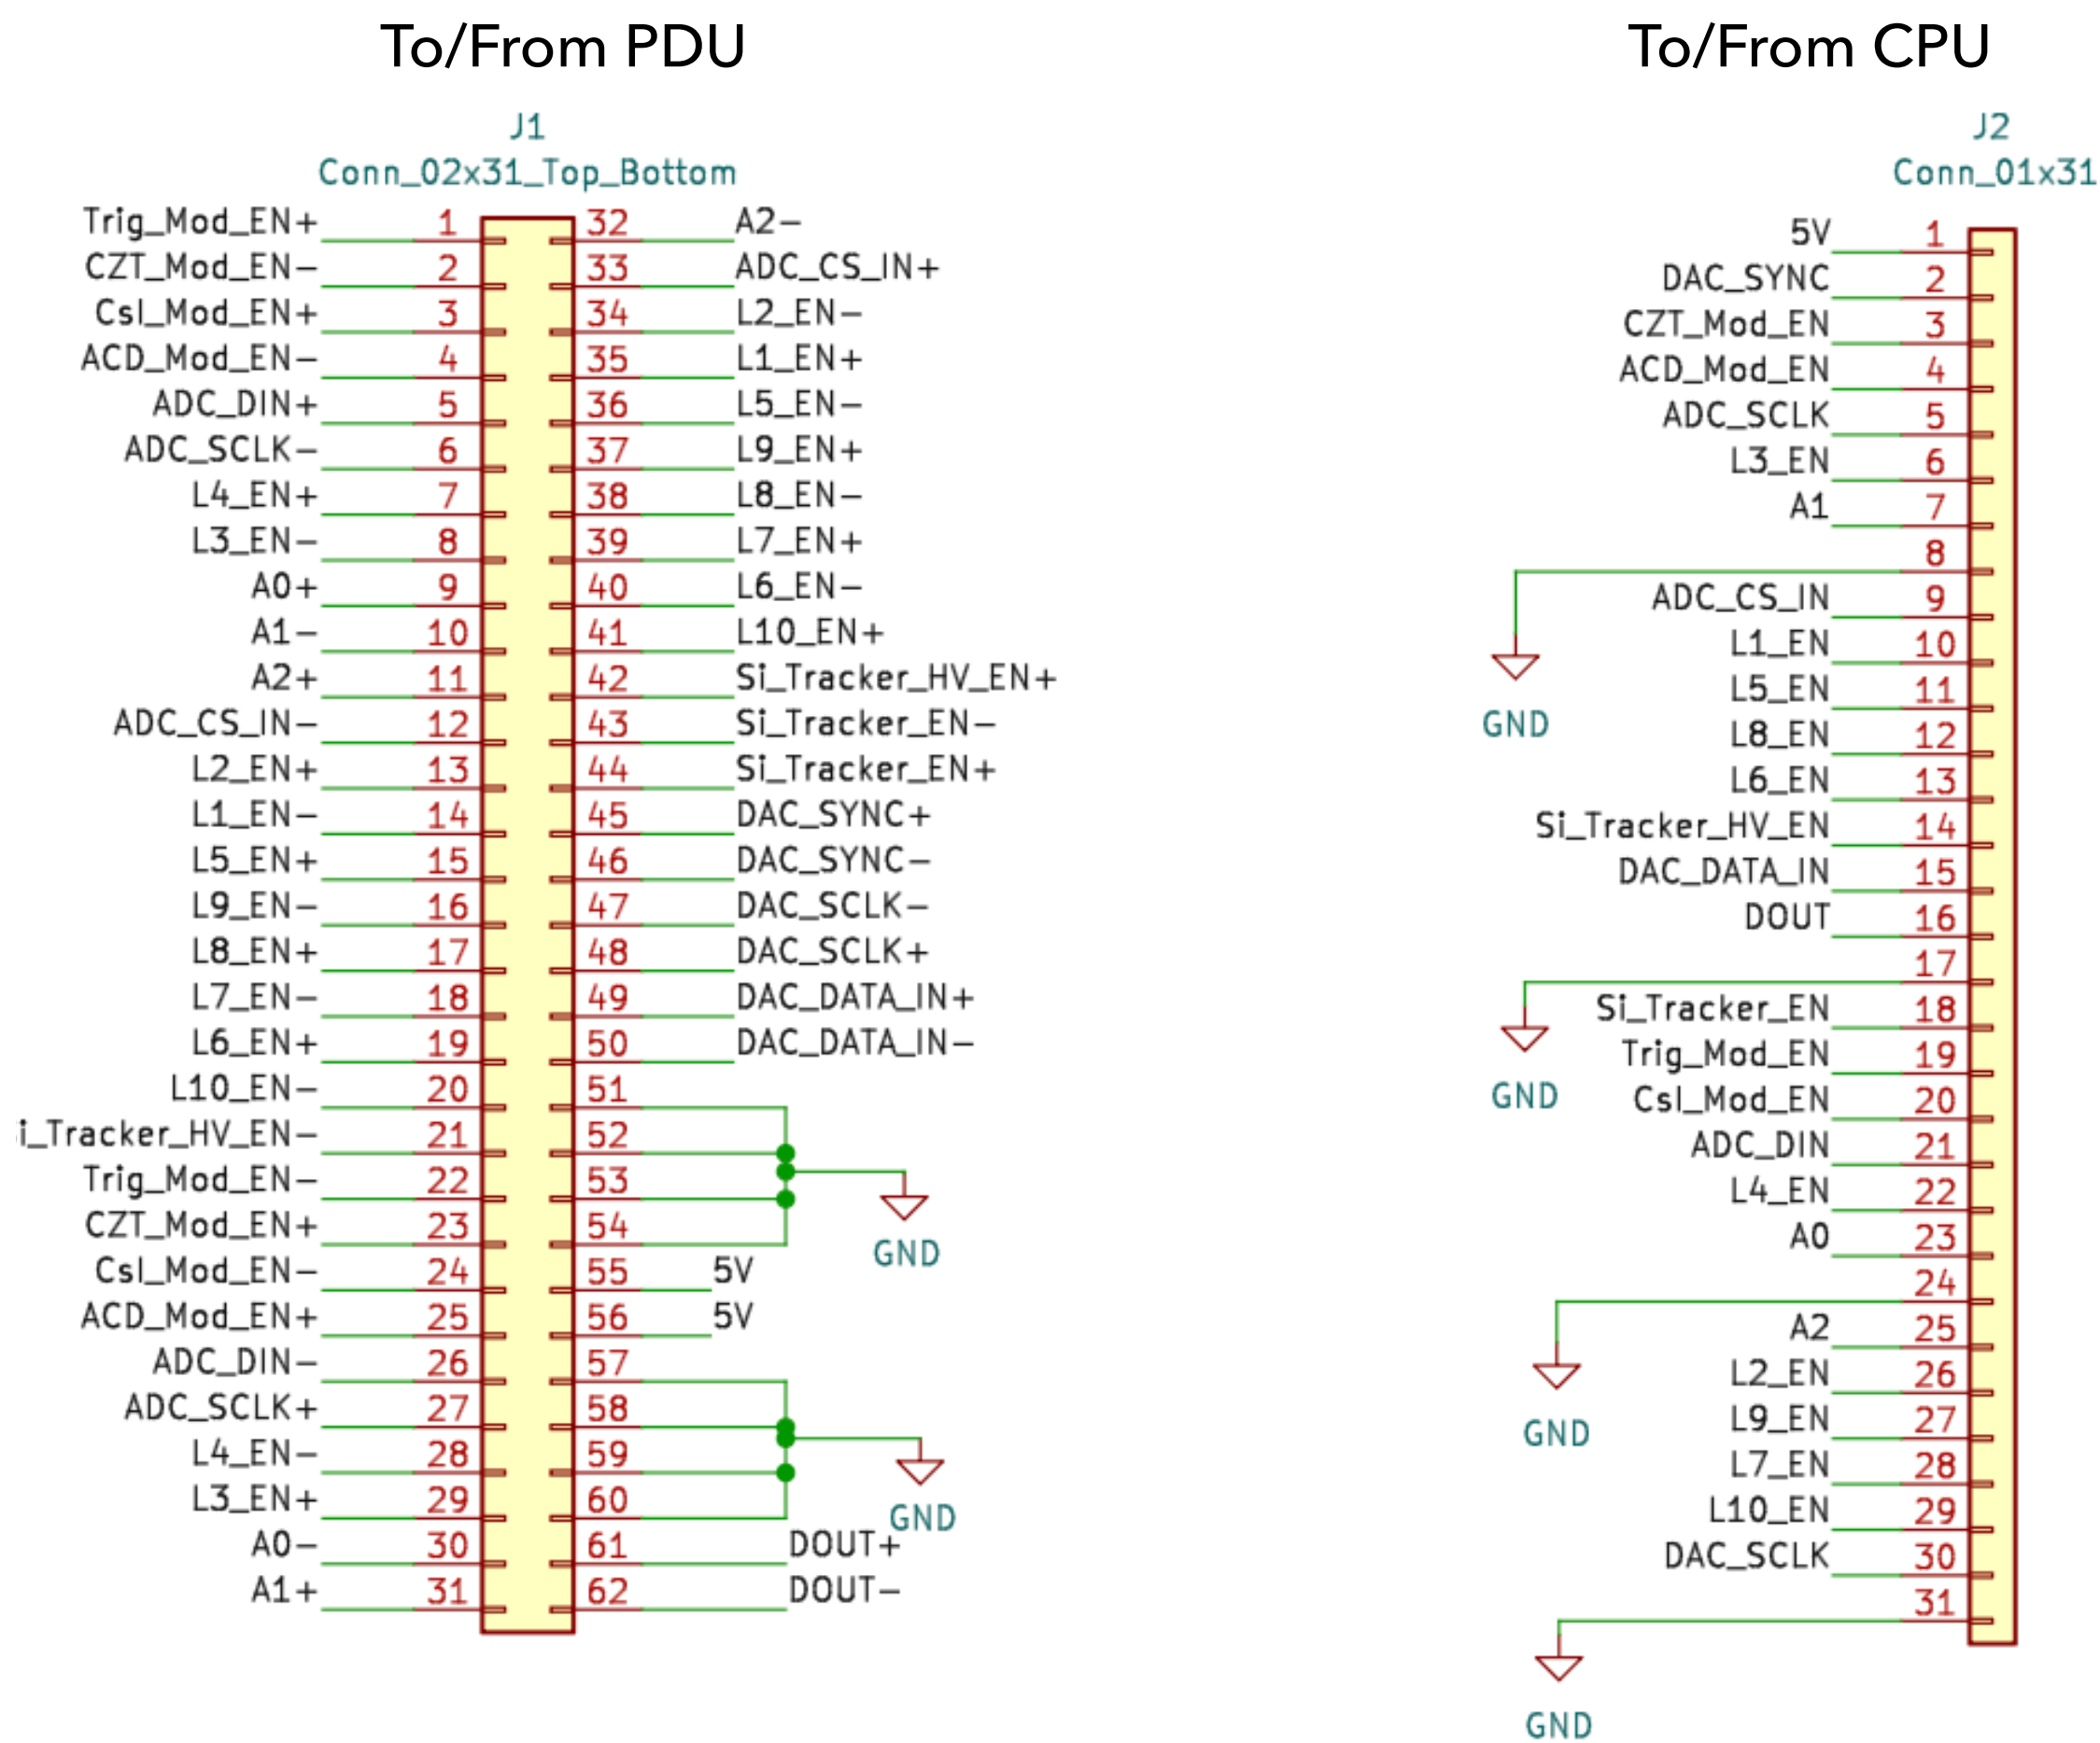 To/From PDU
J1
Conn_02x31_Top_Bottom
Trig_Mod_EN+ 1 32 A2-
CZT_Mod_EN- 2 33 ADC_CS_IN+
CsI_Mod_EN+ 3 34 L2_EN-
ACD_Mod_EN- 4 35 L1_EN+
ADC_DIN+ 5 36 L5_EN-
ADC_SCLK- 6 37 L9_EN+
L4_EN+ 7 38 L8_EN-
L3_EN- 8 39 L7_EN+
A0+ 9 40 L6_EN-
A1- 10 41 L10_EN+
A2+ 11 42 Si_Tracker_HV_EN+
ADC_CS_IN- 12 43 Si_Tracker_EN-
L2_EN+ 13 44 Si_Tracker_EN+
L1_EN- 14 45 DAC_SYNC+
L5_EN+ 15 46 DAC_SYNC-
L9_EN- 16 47 DAC_SCLK-
L8_EN+ 17 48 DAC_SCLK+
L7_EN- 18 49 DAC_DATA_IN+
L6_EN+ 19 50 DAC_DATA_IN-
L10_EN- 20 51
i_Tracker_HV_EN- 21 52
Trig_Mod_EN- 22 53
CZT_Mod_EN+ 23 54
GND
CsI_Mod_EN- 24 55 5V
ACD_Mod_EN+ 25 56 5V
ADC_DIN- 26 57
ADC_SCLK+ 27 58
L4_EN- 28 59
L3_EN+ 29 60
GND
A0- 30 61 DOUT+
A1+ 31 62 DOUT-
To/From CPU
J2
Conn_01x31
5V 1
DAC_SYNC 2
CZT_Mod_EN 3
ACD_Mod_EN 4
ADC_SCLK 5
L3_EN 6
A1 7
8
ADC_CS_IN 9
L1_EN 10
L5_EN 11
GND
L8_EN 12
L6_EN 13
Si_Tracker_HV_EN 14
DAC_DATA_IN 15
DOUT 16
17
Si_Tracker_EN 18
Trig_Mod_EN 19
GND
CsI_Mod_EN 20
ADC_DIN 21
L4_EN 22
A0 23
24
A2 25
L2_EN 26
L9_EN 27
GND
L7_EN 28
L10_EN 29
DAC_SCLK 30
31
GND